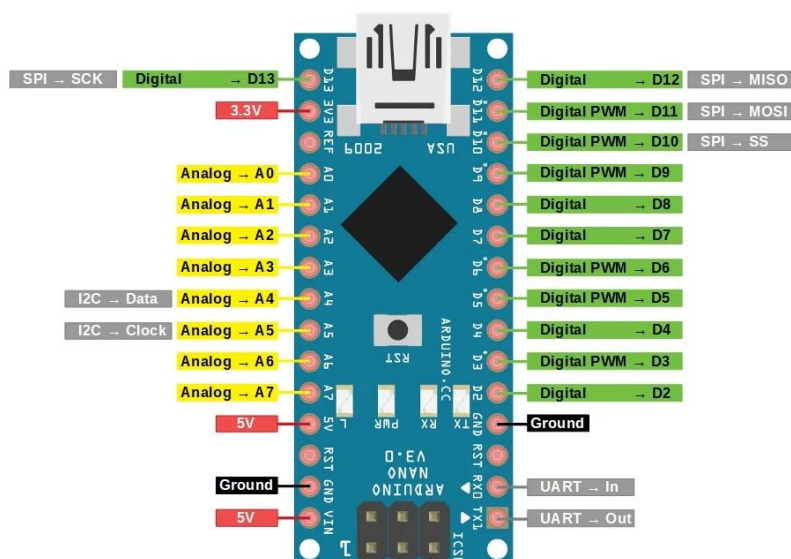 SPI → SCK Digital → D13 D13 D12 Digital → D12 SPI → MISO
3.3V 3V3 D11 Digital PWM → D11 SPI → MOSI
REF D10 Digital PWM → D10 SPI → SS
2009 USA
Analog → A0 A0 D9 Digital PWM → D9
Analog → A1 A1 D8 Digital → D8
Analog → A2 A2 D7 Digital → D7
Analog → A3 A3 D6 Digital PWM → D6
I2C → Data Analog → A4 A4 D5 Digital PWM → D5
I2C → Clock Analog → A5 A5 D4 Digital → D4
RST
ARDUINO.CC
Analog → A6 A6 D3 Digital PWM → D3
Analog → A7 A7 D2 Digital → D2
L PWR RX TX
5V 5V GND Ground
RST RST
ARDUINO
NANO
V3.0
Ground GND RX0 UART → In
5V VIN TX1 UART → Out
1